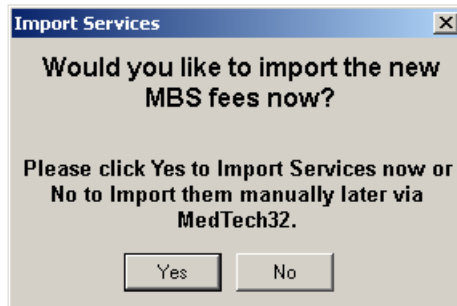 Import Services
Would you like to import the new
MBS fees now?
Please click Yes to Import Services now or
No to Import them manually later via
MedTech32.
Yes
No